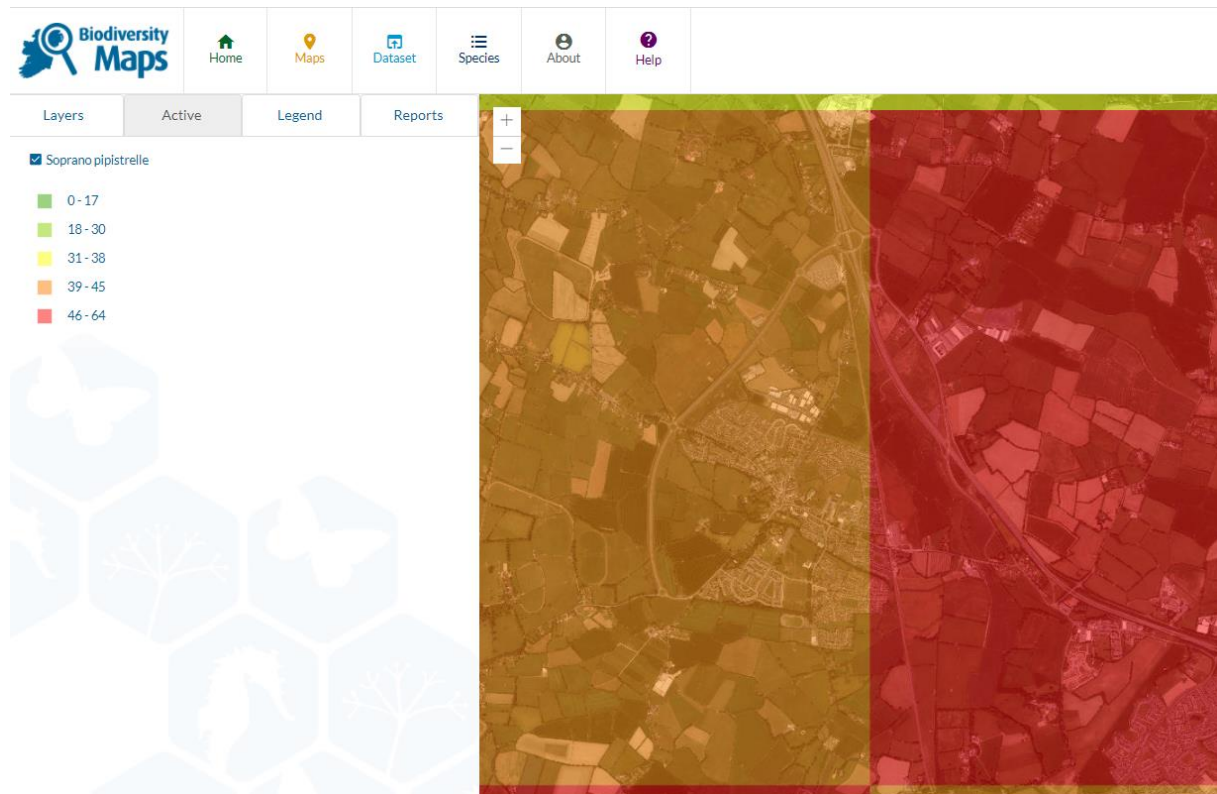 Biodiversity
Maps
Home
Maps
Dataset
Species
About
Help
Layers
Active
Legend
Reports
+
−
Soprano pipistrelle
0 - 17
18 - 30
31 - 38
39 - 45
46 - 64